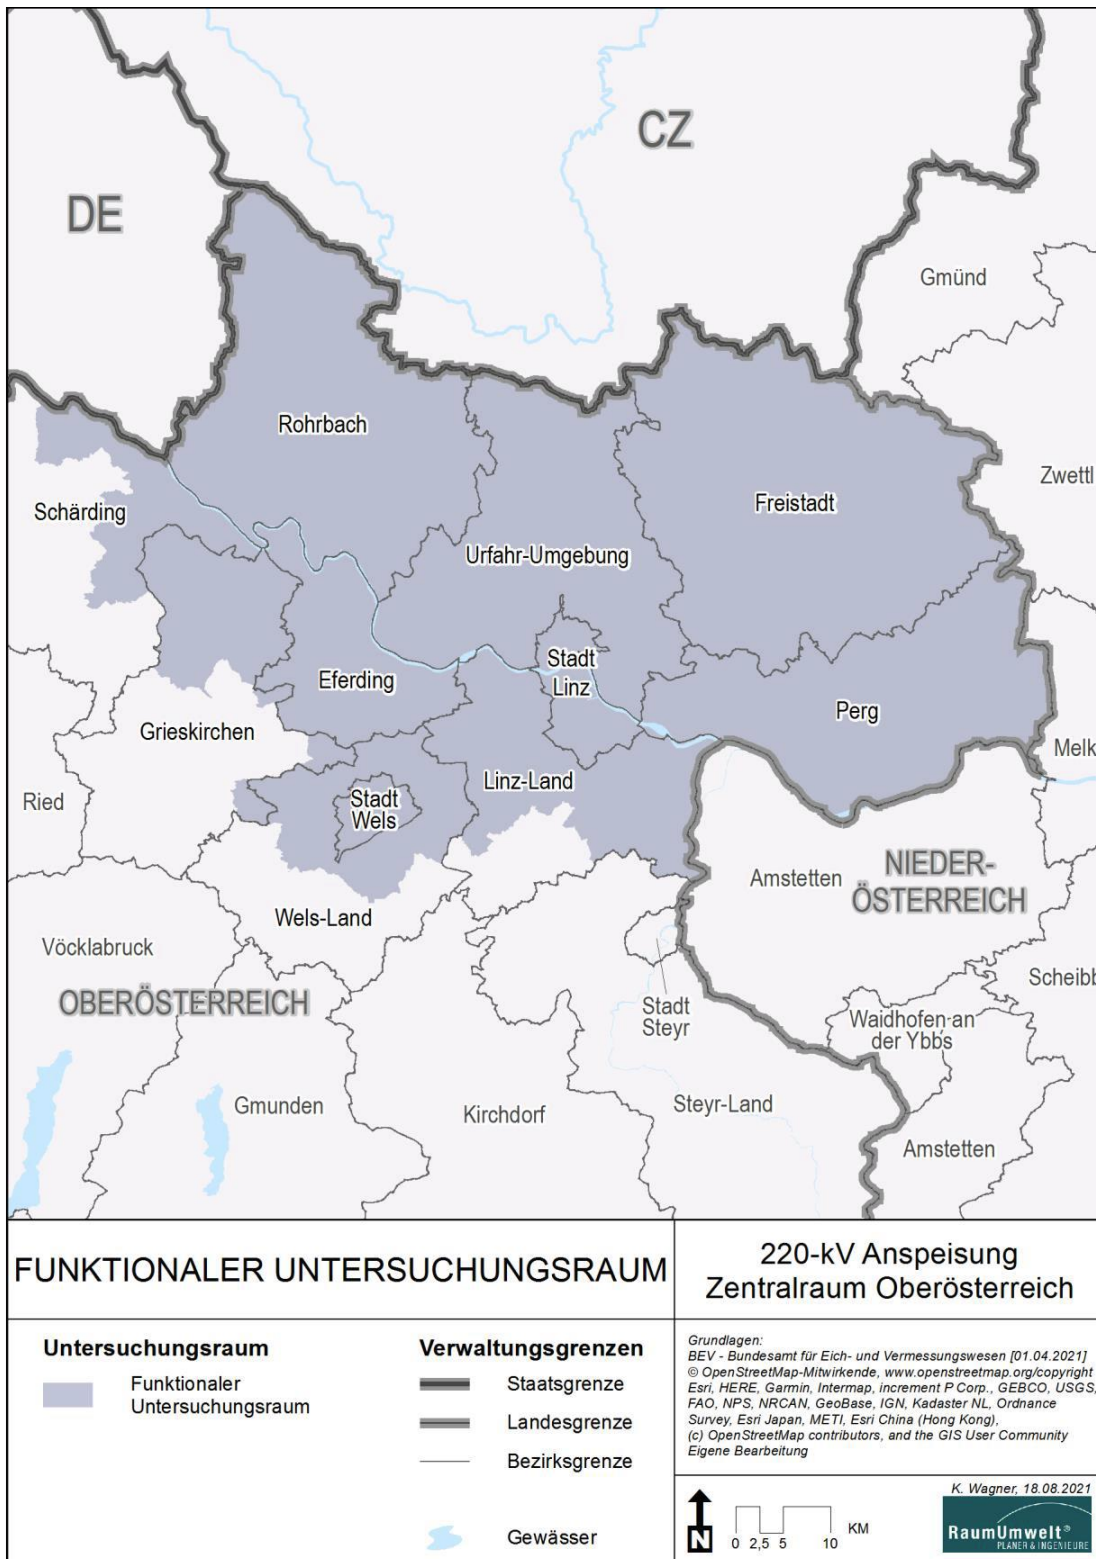 CZ
DE
Gmünd
Rohrbach
Zwettl
Freistadt
Schärding
Urfahr-Umgebung
Stadt
Linz
Eferding
Perg
Grieskirchen
Melk
Linz-Land
Ried
Stadt
Wels
NIEDER-
ÖSTERREICH
Amstetten
Wels-Land
Vöcklabruck
Scheibb
OBERÖSTERREICH
Stadt
Steyr
Waidhofen an
der Ybbs
Gmunden
Kirchdorf
Steyr-Land
Amstetten
FUNKTIONALER UNTERSUCHUNGSRAUM
220-kV Anspeisung
Zentralraum Oberösterreich
Untersuchungsraum
Funktionaler
Untersuchungsraum
Verwaltungsgrenzen
Staatsgrenze
Landesgrenze
Bezirksgrenze
Gewässer
Grundlagen:
BEV - Bundesamt für Eich- und Vermessungswesen [01.04.2021]
© OpenStreetMap-Mitwirkende, www.openstreetmap.org/copyright
Esri, HERE, Garmin, Intermap, increment P Corp., GEBCO, USGS,
FAO, NPS, NRCAN, GeoBase, IGN, Kadaster NL, Ordnance
Survey, Esri Japan, METI, Esri China (Hong Kong),
(c) OpenStreetMap contributors, and the GIS User Community
Eigene Bearbeitung
K. Wagner, 18.08.2021
N
0 2,5 5 10 KM
RaumUmwelt®
PLANER & INGENIEURE